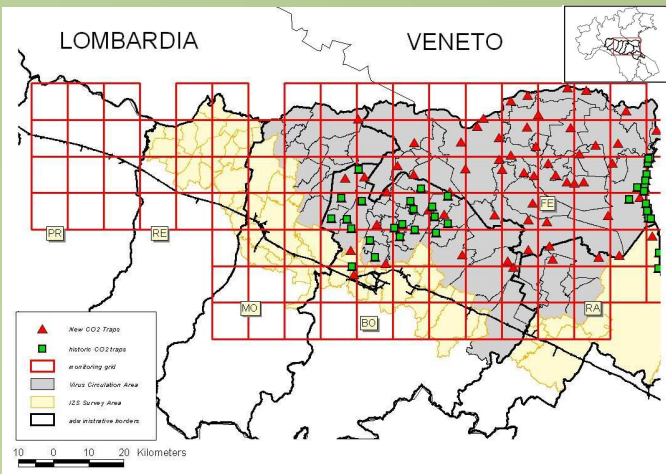 LOMBARDIA VENETO
FE
PR RE
MO BO RA
New CO2 Traps
historic CO2 traps
monitoring grid
Virus Circulation Area
IZS Survey Area
administrative borders
10 0 10 20 Kilometers